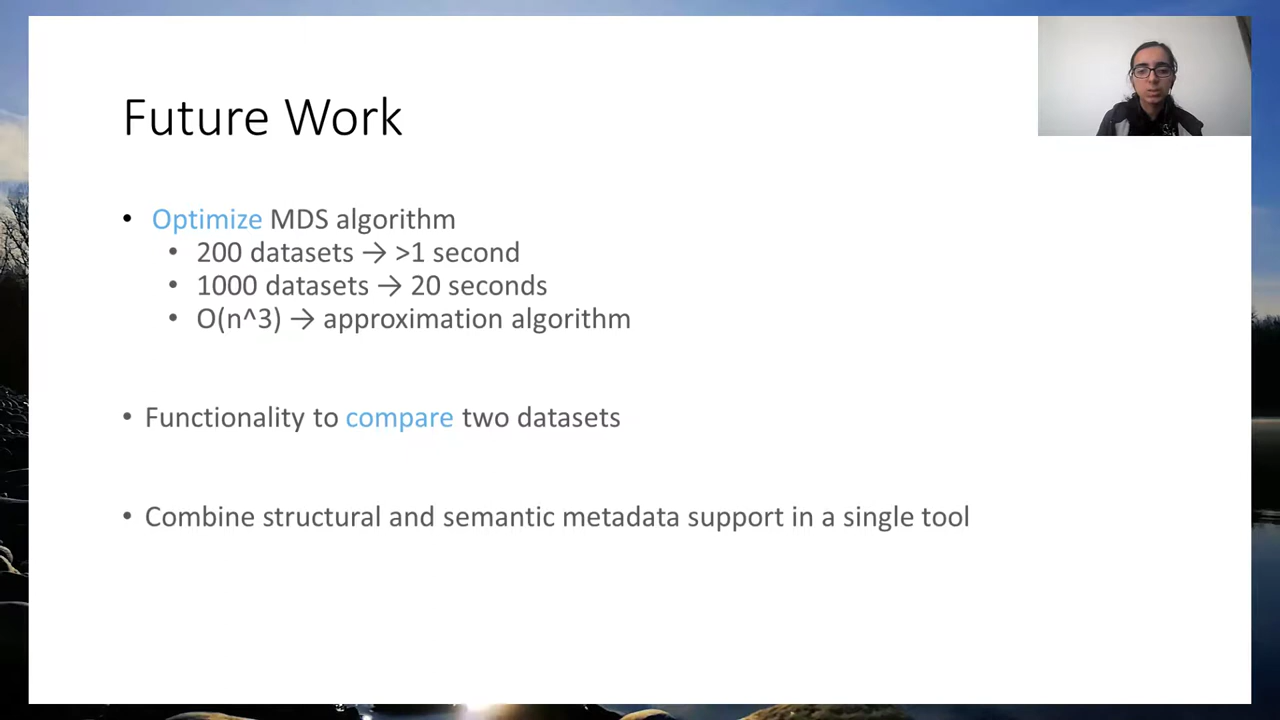 Future Work
• Optimize MDS algorithm
• 200 datasets → >1 second
• 1000 datasets → 20 seconds
• O(n^3) → approximation algorithm
• Functionality to compare two datasets
• Combine structural and semantic metadata support in a single tool